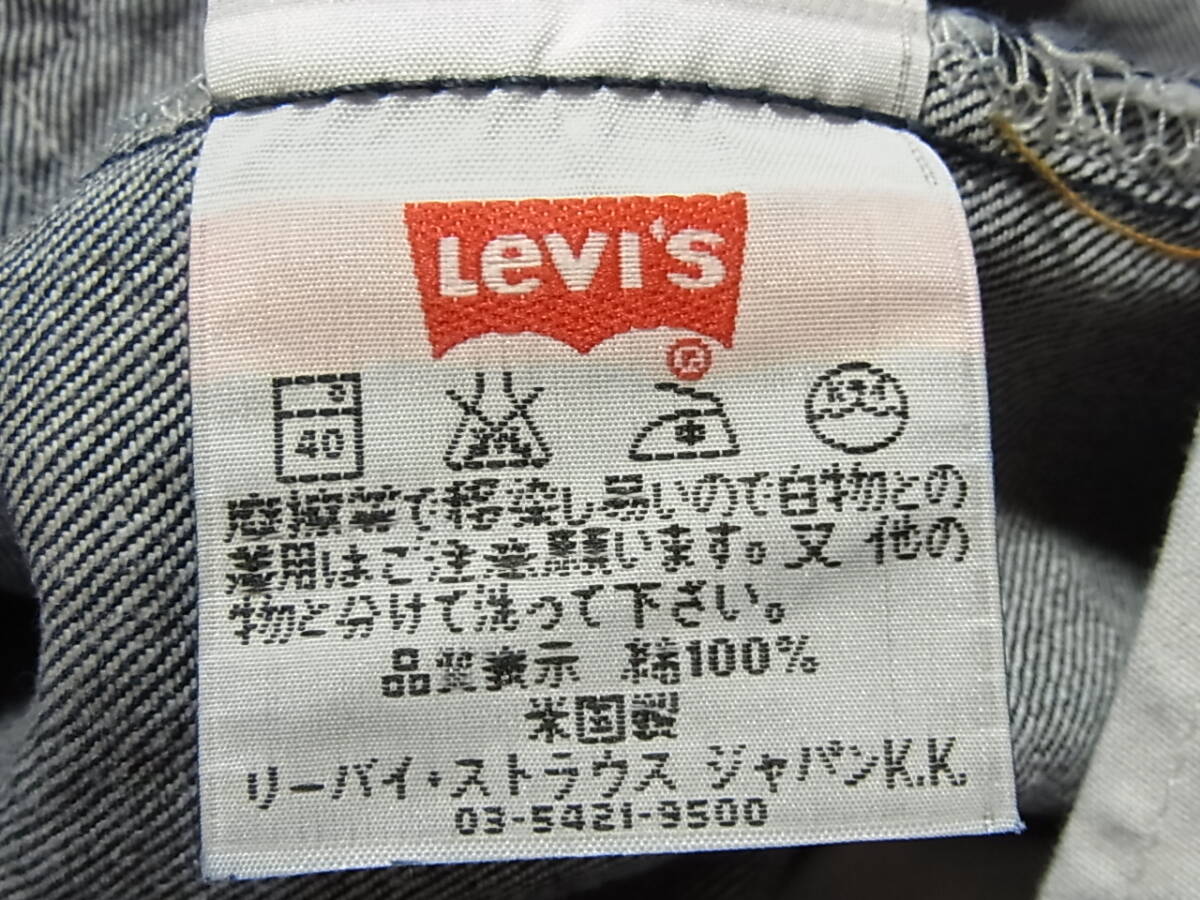 Levi's
®
40
摩擦等で移染し易いので白物との
着用はご注意願います。又 他の
物と分けて洗って下さい。
品質表示 綿100%
米国製
リーバイ・ストラウス ジャパンK.K.
03-5421-9500